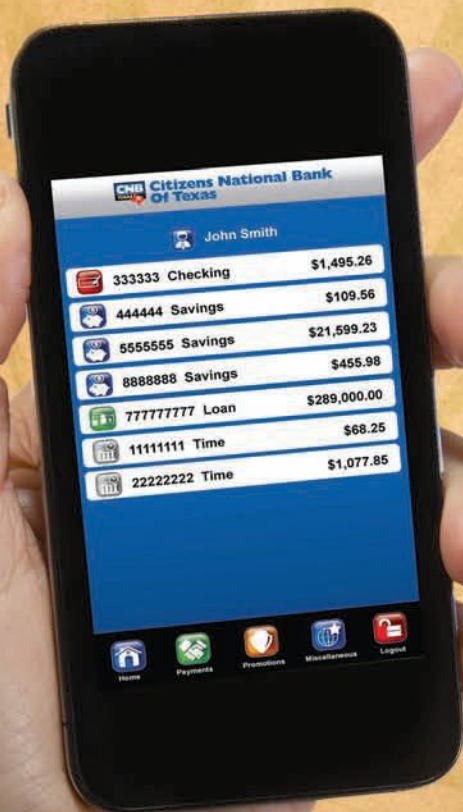 CNB Citizens National Bank
TEXAS Of Texas
John Smith
333333 Checking $1,495.26
444444 Savings $109.56
5555555 Savings $21,599.23
8888888 Savings $455.98
777777777 Loan $289,000.00
11111111 Time $68.25
22222222 Time $1,077.85
Home Payments Promotions Miscellaneous Logout